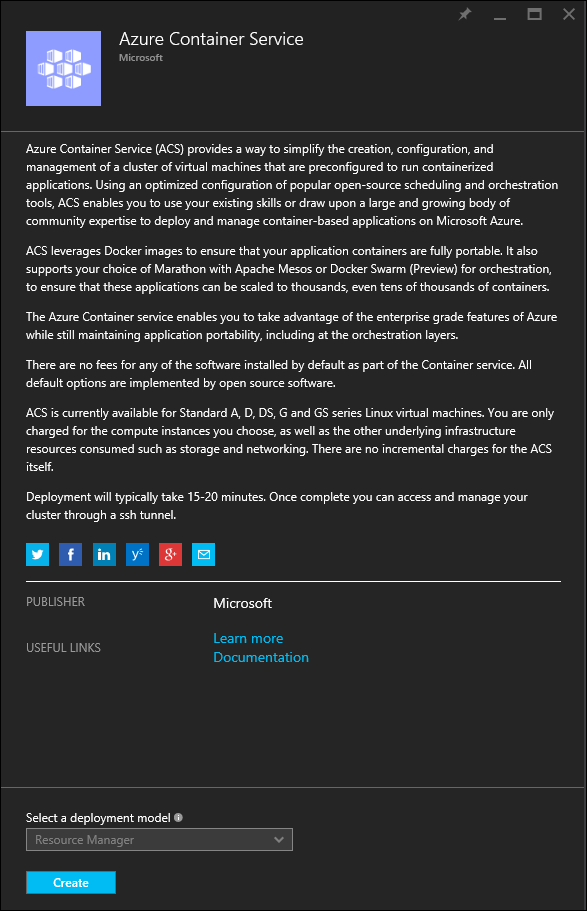 Azure Container Service
Microsoft
Azure Container Service (ACS) provides a way to simplify the creation, configuration, and
management of a cluster of virtual machines that are preconfigured to run containerized
applications. Using an optimized configuration of popular open-source scheduling and orchestration
tools, ACS enables you to use your existing skills or draw upon a large and growing body of
community expertise to deploy and manage container-based applications on Microsoft Azure.
ACS leverages Docker images to ensure that your application containers are fully portable. It also
supports your choice of Marathon with Apache Mesos or Docker Swarm (Preview) for orchestration,
to ensure that these applications can be scaled to thousands, even tens of thousands of containers.
The Azure Container service enables you to take advantage of the enterprise grade features of Azure
while still maintaining application portability, including at the orchestration layers.
There are no fees for any of the software installed by default as part of the Container service. All
default options are implemented by open source software.
ACS is currently available for Standard A, D, DS, G and GS series Linux virtual machines. You are only
charged for the compute instances you choose, as well as the other underlying infrastructure
resources consumed such as storage and networking. There are no incremental charges for the ACS
itself.
Deployment will typically take 15-20 minutes. Once complete you can access and manage your
cluster through a ssh tunnel.
f in y g+
PUBLISHER Microsoft
USEFUL LINKS Learn more
Documentation
Select a deployment model
Resource Manager
Create